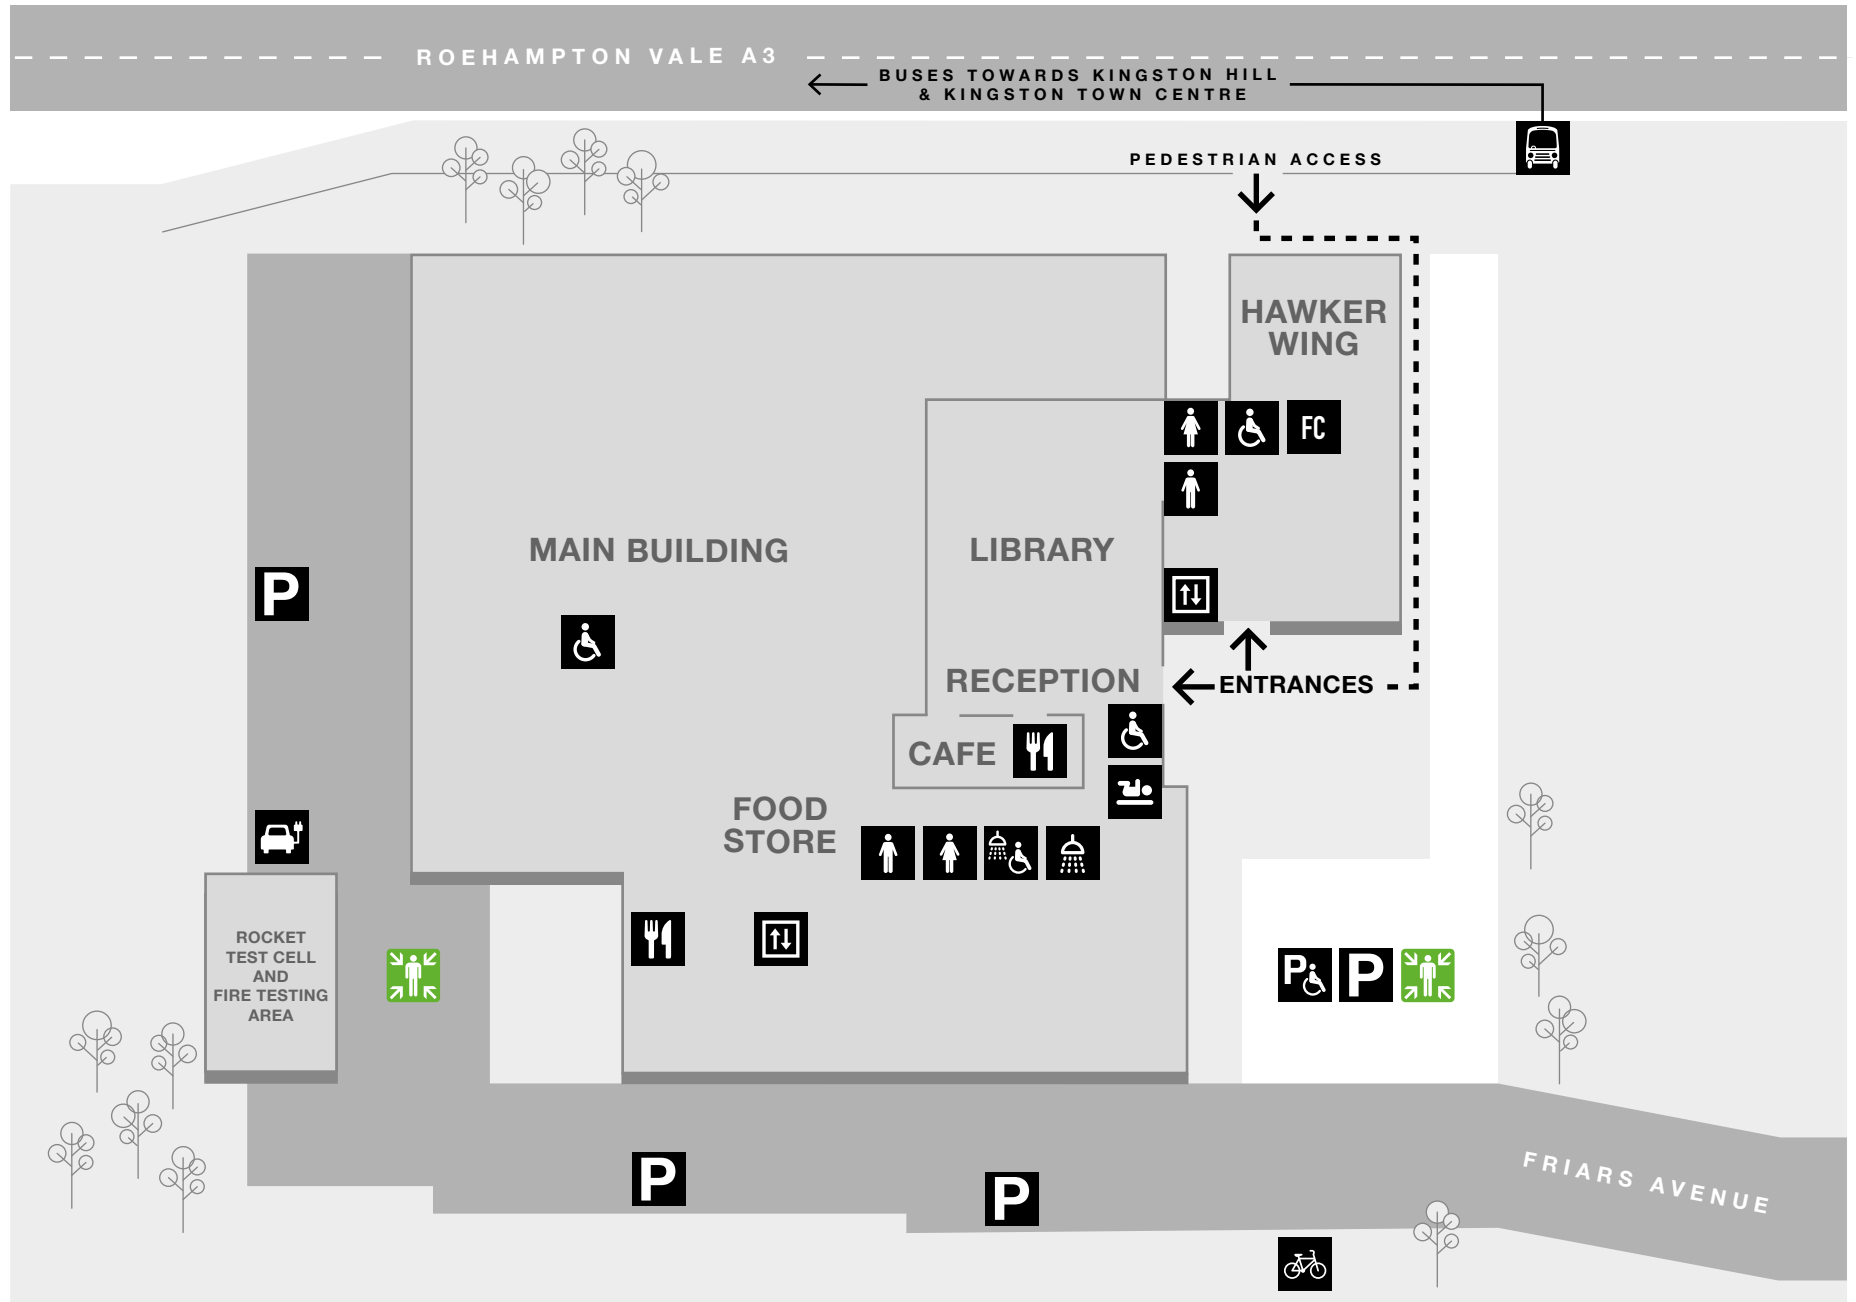 ROEHAMPTON VALE A3
BUSES TOWARDS KINGSTON HILL
& KINGSTON TOWN CENTRE
PEDESTRIAN ACCESS
HAWKER
WING
FC
MAIN BUILDING
LIBRARY
P
RECEPTION
ENTRANCES
CAFE
FOOD
STORE
ROCKET
TEST CELL
AND
FIRE TESTING
AREA
P
P
P
P
FRIARS AVENUE